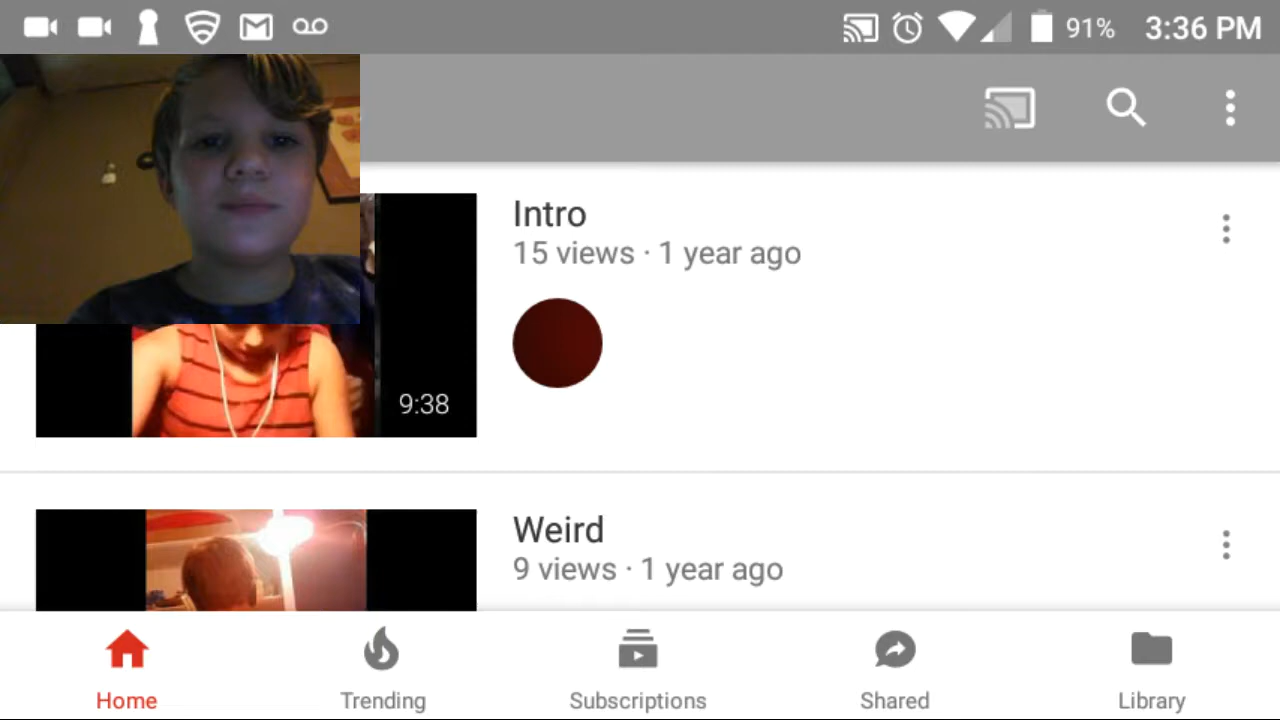 91% 3:36 PM
Intro
15 views · 1 year ago
9:38
Weird
9 views · 1 year ago
Home Trending Subscriptions Shared Library